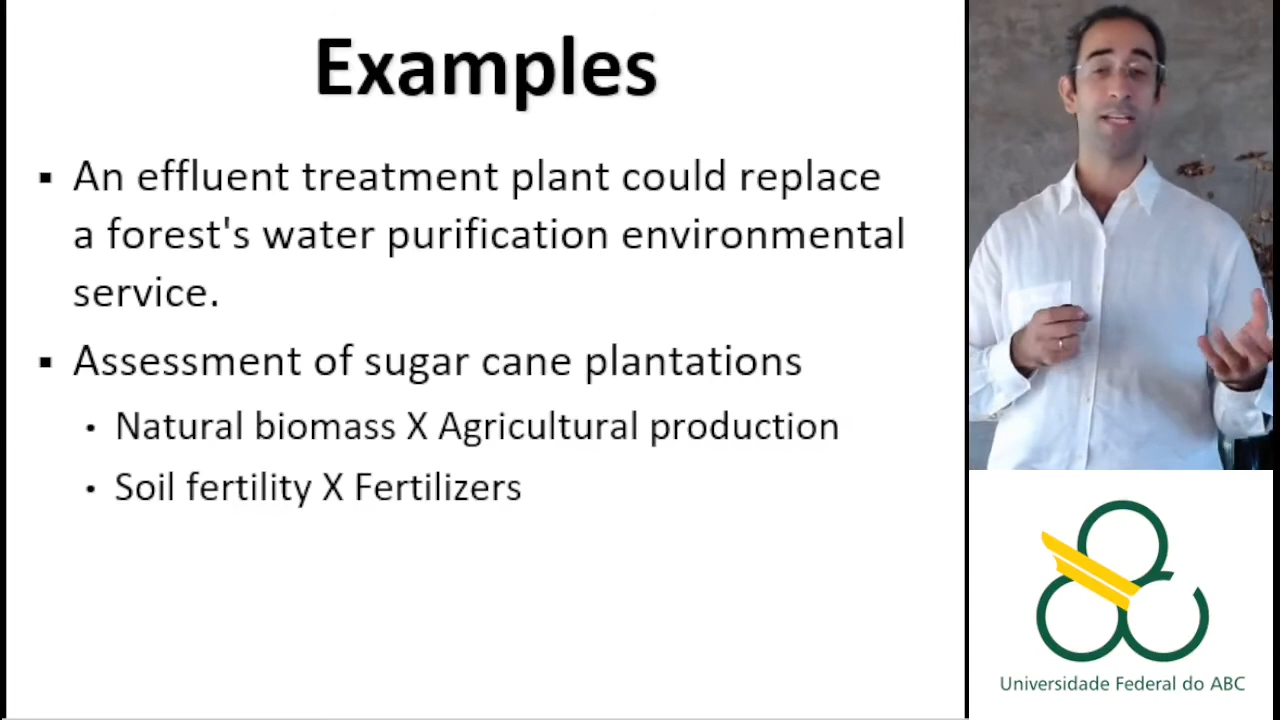 Examples
▪ An effluent treatment plant could replace
a forest's water purification environmental
service.
▪ Assessment of sugar cane plantations
• Natural biomass X Agricultural production
• Soil fertility X Fertilizers
Universidade Federal do ABC